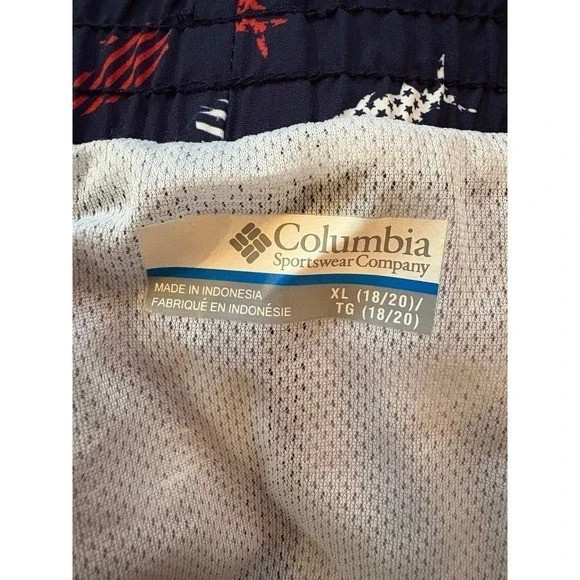 Columbia
Sportswear Company
MADE IN INDONESIA
FABRIQUÉ EN INDONÉSIE
XL (18/20)/
TG (18/20)